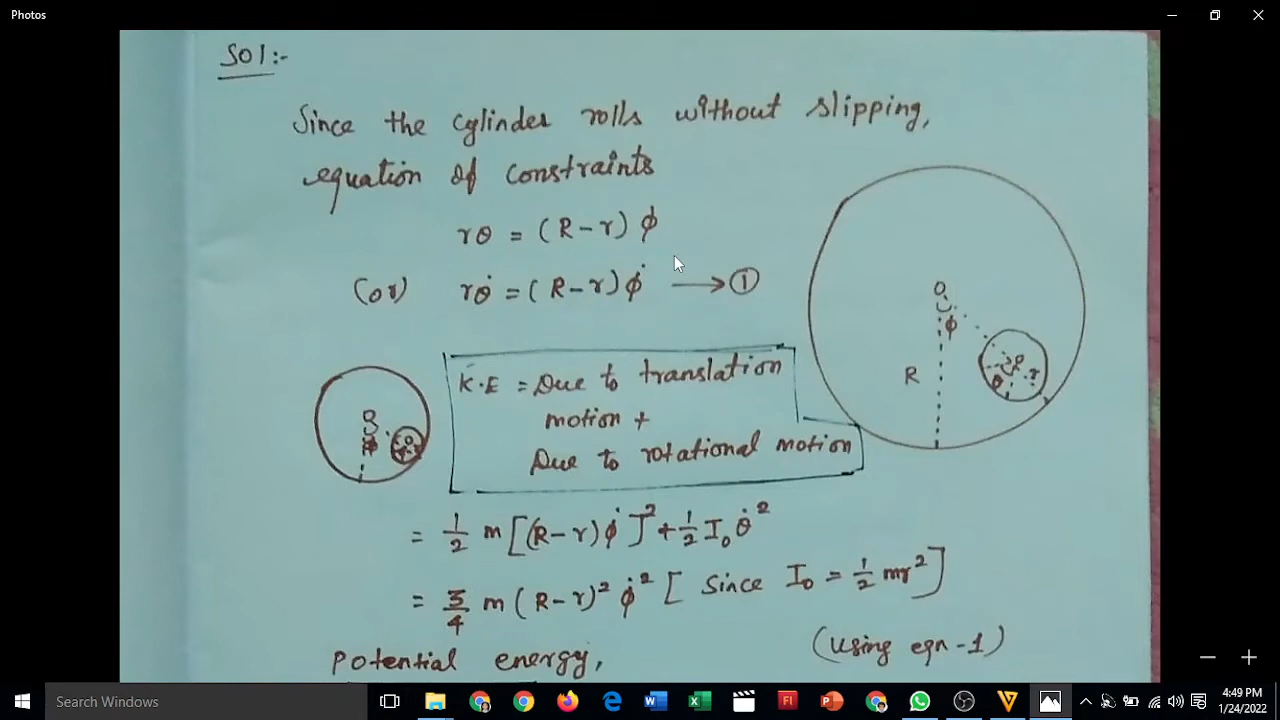 Photos
Sol:-
Since the cylinder rolls without slipping,
equation of constraints
rθ = (R-r) ϕ
(or) rθ̇ = (R-r) ϕ̇ → ①
O
ϕ
R
P
θ
r
K.E = Due to translation
motion +
Due to rotational motion
= 1/2 m [(R-r) ϕ̇]² + 1/2 I₀ θ̇²
= 3/4 m (R-r)² ϕ̇² [ Since I₀ = 1/2 mr² ]
Potential energy, (Using eqn-1)
Search Windows
4:49 PM
1/24/2022